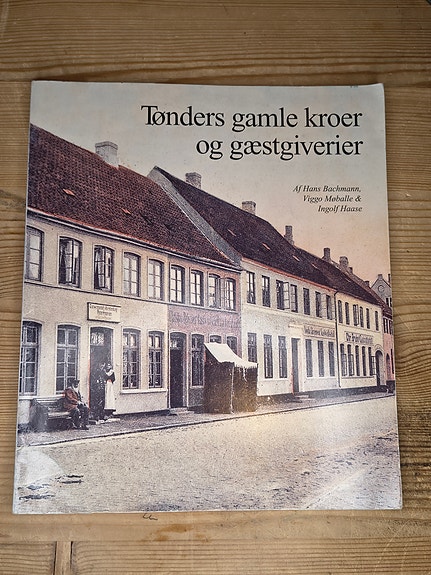 Tønders gamle kroer
og gæstgiverier
Af Hans Bachmann,
Viggo Møballe &
Ingolf Haase